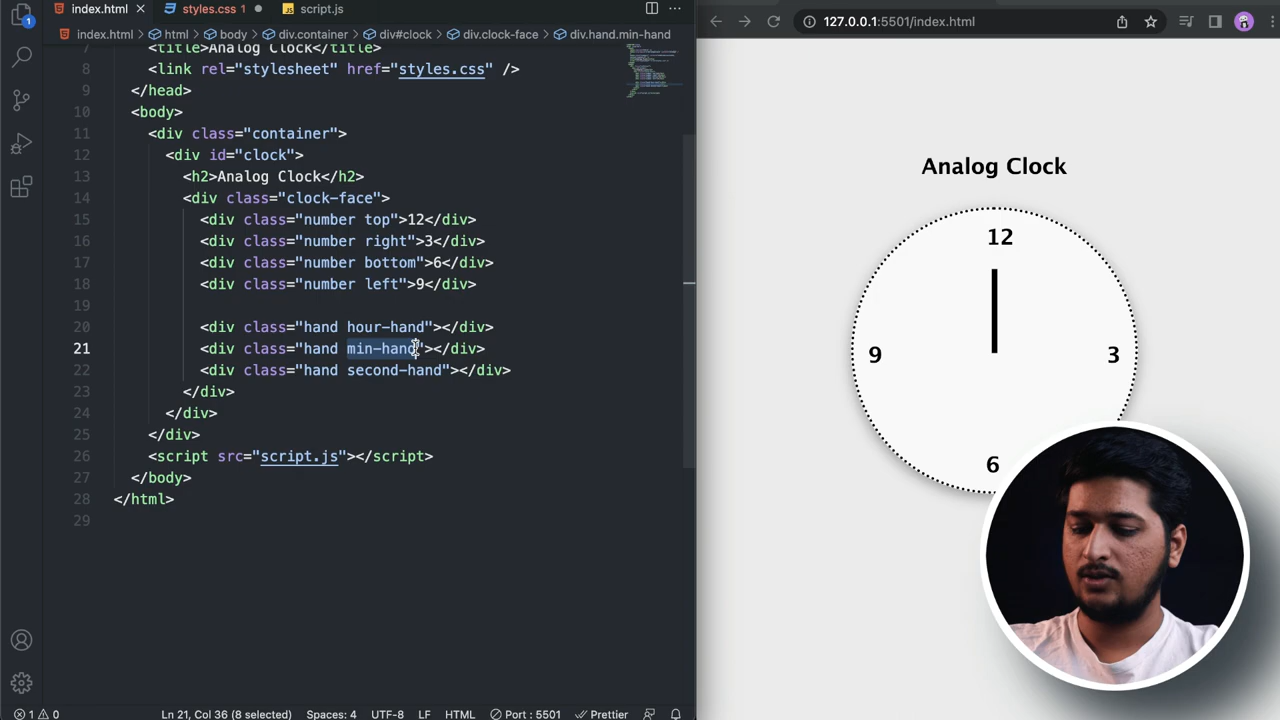 index.html
styles.css 1
script.js
index.html > html > body > div.container > div#clock > div.clock-face > div.hand.min-hand
7 <title>Analog Clock</title>
8 <link rel="stylesheet" href="styles.css" />
9 </head>
10 <body>
11 <div class="container">
12 <div id="clock">
13 <h2>Analog Clock</h2>
14 <div class="clock-face">
15 <div class="number top">12</div>
16 <div class="number right">3</div>
17 <div class="number bottom">6</div>
18 <div class="number left">9</div>
19
20 <div class="hand hour-hand"></div>
21 <div class="hand min-hand"></div>
22 <div class="hand second-hand"></div>
23 </div>
24 </div>
25 </div>
26 <script src="script.js"></script>
27 </body>
28 </html>
29
1
1 0 Ln 21, Col 36 (8 selected) Spaces: 4 UTF-8 LF HTML Port : 5501 Prettier
127.0.0.1:5501/index.html
Analog Clock
12
9
3
6